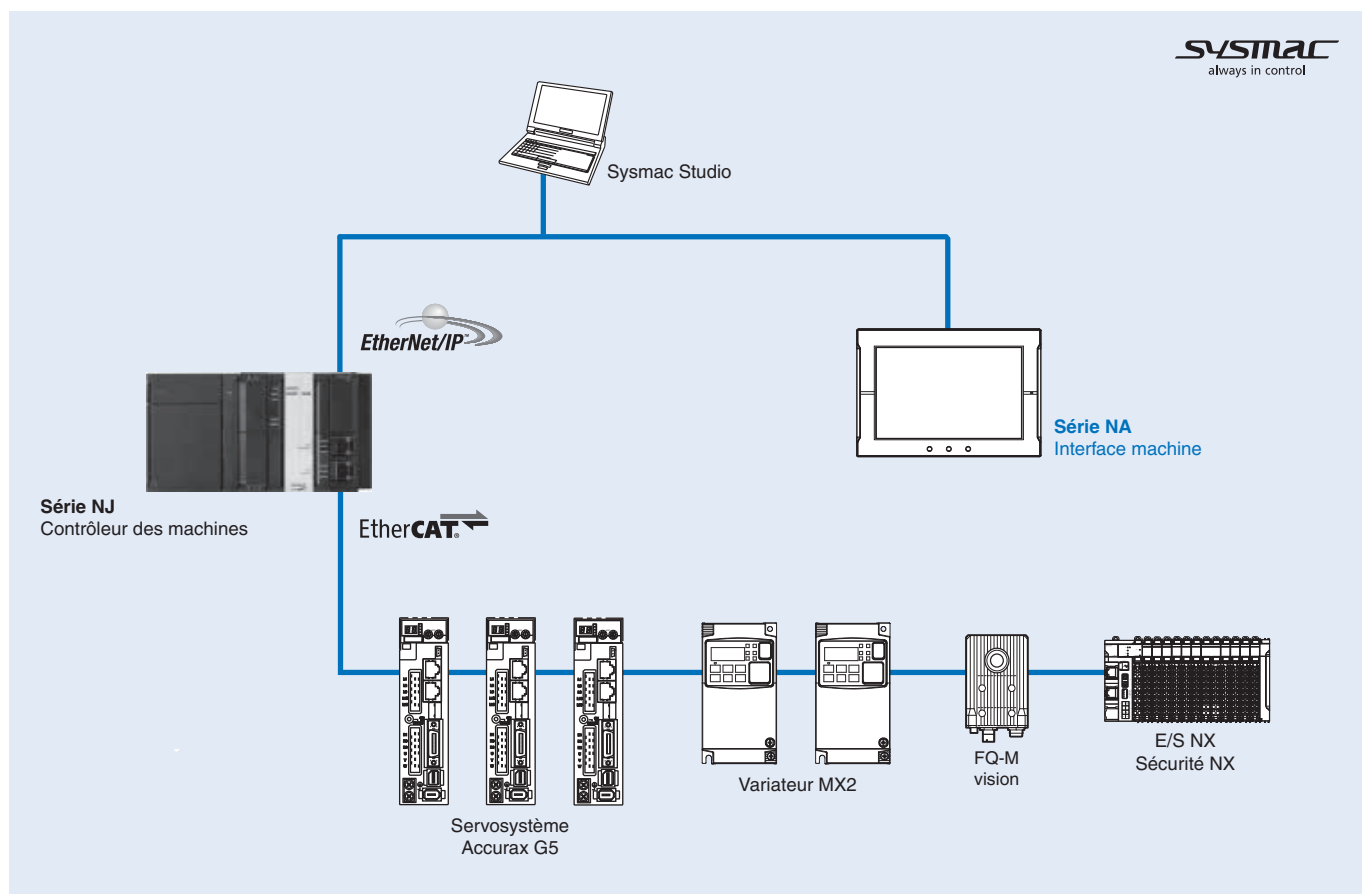 sysmac
always in control
Sysmac Studio
EtherNet/IP™
Série NA
Interface machine
Série NJ
Contrôleur des machines
EtherCAT®
Servosystème
Accurax G5
Variateur MX2
FQ-M
vision
E/S NX
Sécurité NX